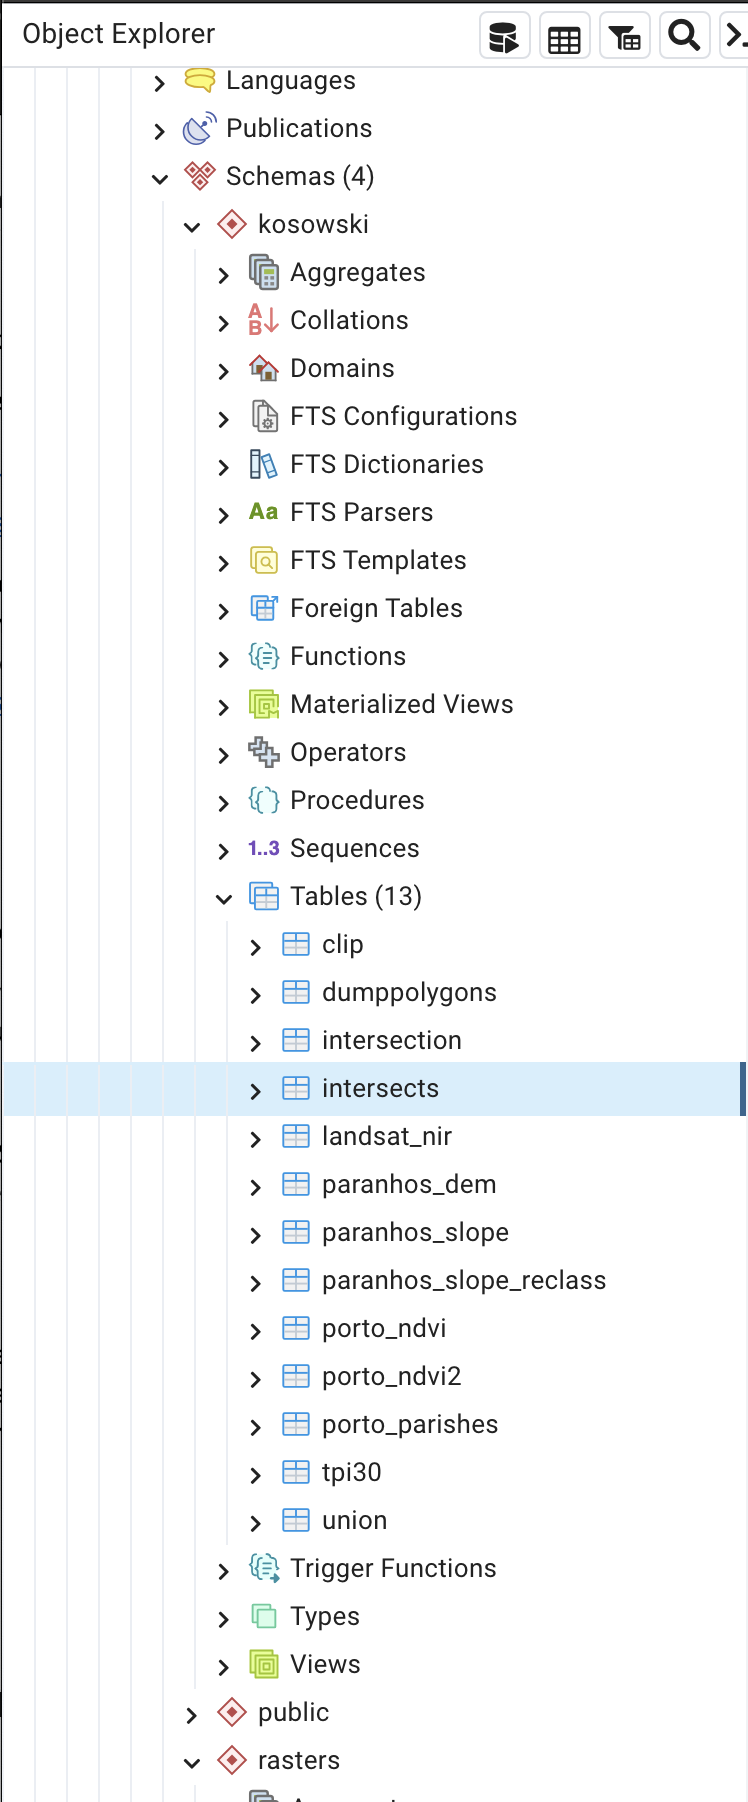 Object Explorer
Languages
Publications
Schemas (4)
kosowski
Aggregates
Collations
Domains
FTS Configurations
FTS Dictionaries
Aa FTS Parsers
FTS Templates
Foreign Tables
Functions
Materialized Views
Operators
Procedures
1..3 Sequences
Tables (13)
clip
dumppolygons
intersection
intersects
landsat_nir
paranhos_dem
paranhos_slope
paranhos_slope_reclass
porto_ndvi
porto_ndvi2
porto_parishes
tpi30
union
Trigger Functions
Types
Views
public
rasters